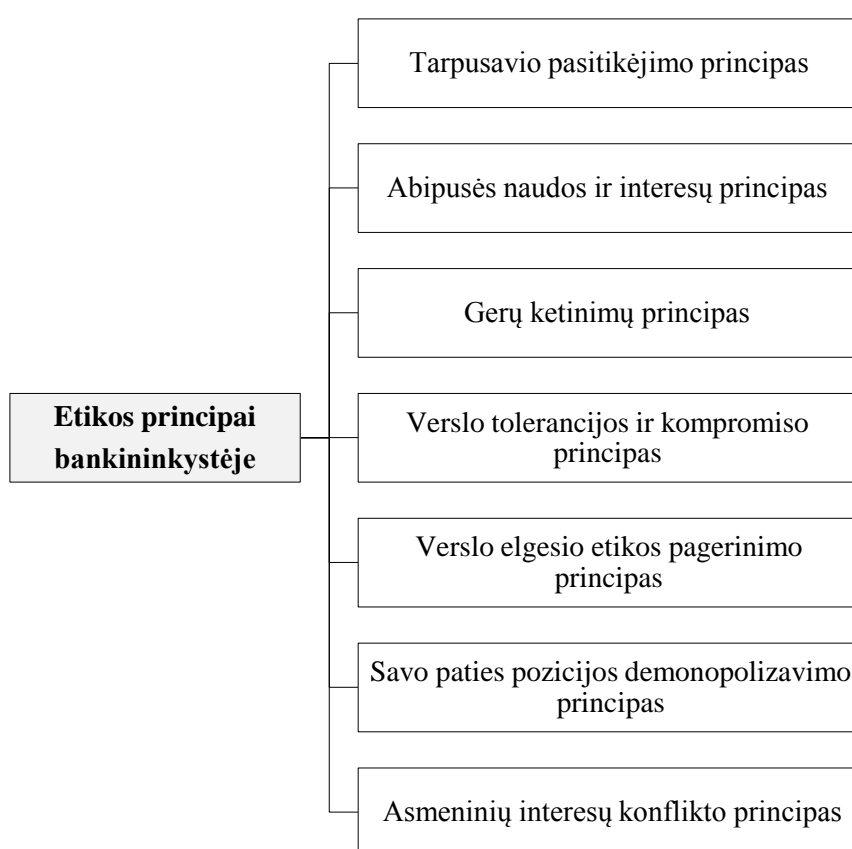 Tarpusavio pasitikėjimo principas
Abipusės naudos ir interesų principas
Gerų ketinimų principas
Etikos principai
bankininkystėje
Verslo tolerancijos ir kompromiso
principas
Verslo elgesio etikos pagerinimo
principas
Savo paties pozicijos demonopolizavimo
principas
Asmeninių interesų konflikto principas